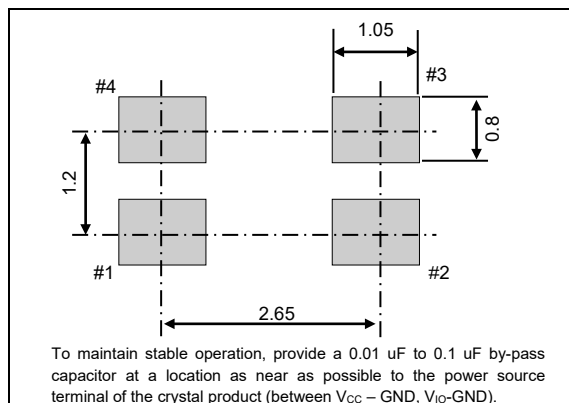 1.05
#4
#3
0.8
1.2
#1
#2
2.65
To maintain stable operation, provide a 0.01 uF to 0.1 uF by-pass
capacitor at a location as near as possible to the power source
terminal of the crystal product (between VCC – GND, VIO-GND).